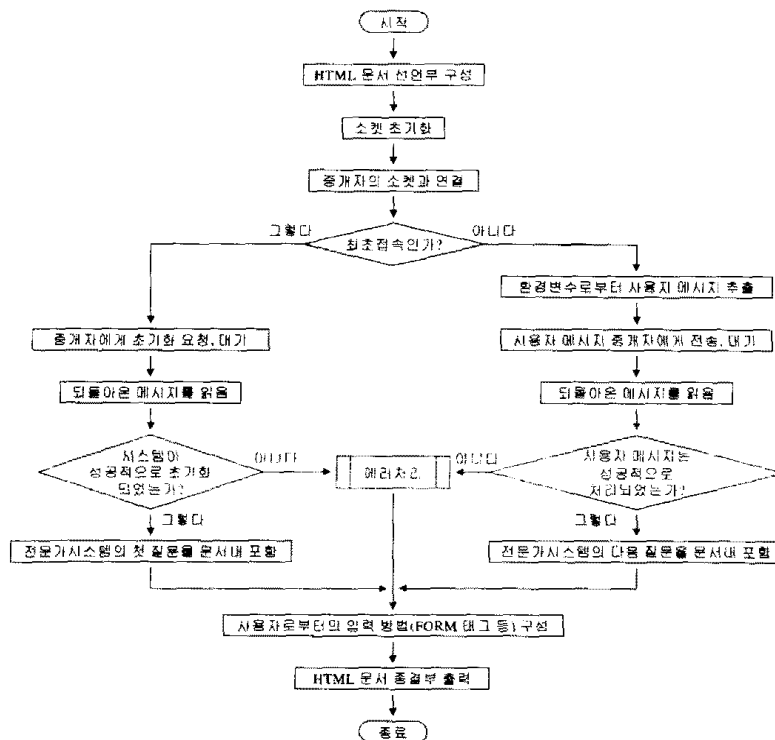 시작
HTML 문서 선언부 구성
소켓 초기화
중개자의 소켓과 연결
그렇다
아니다
최초접속인가?
환경변수로부터 사용자 메시지 추출
중개자에게 초기화 요청, 대기
사용자 메시지 중개자에게 전송, 대기
되돌아온 메시지를 읽음
되돌아온 메시지를 읽음
시스템이
성공적으로 초기화
되었는가?
아니다
에러처리
아니다
사용자 메시지는
성공적으로
처리되었는가?
그렇다
그렇다
전문가시스템의 첫 질문을 문서내 포함
전문가시스템의 다음 질문을 문서내 포함
사용자로부터의 입력 방법(FORM 태그 등) 구성
HTML 문서 종결부 출력
종료